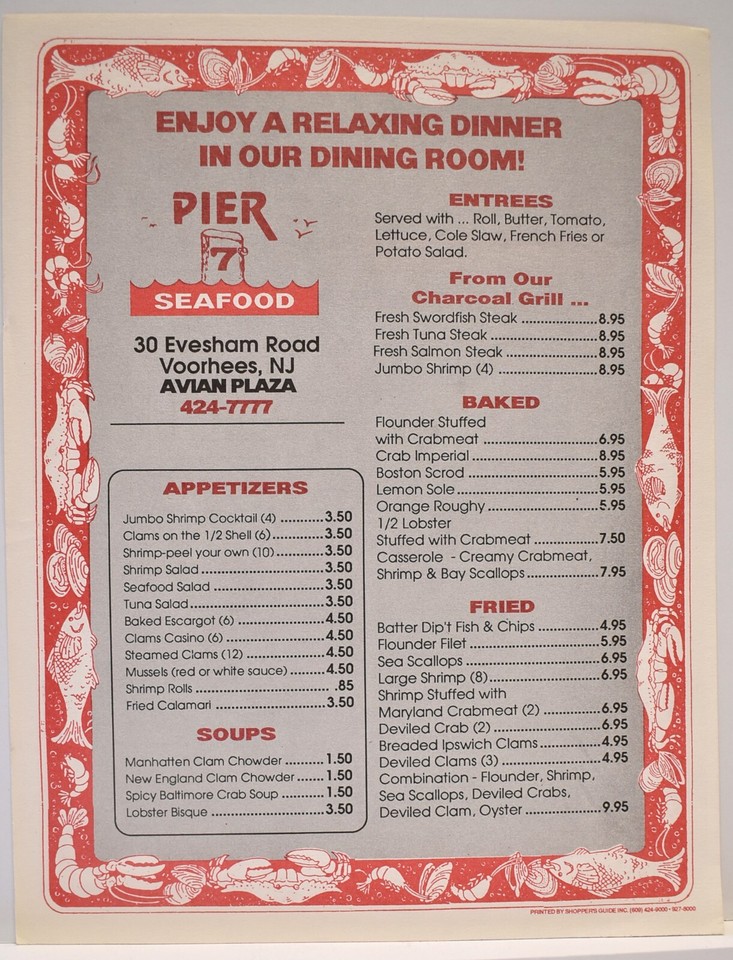 ENJOY A RELAXING DINNER
IN OUR DINING ROOM!
PIER
7
SEAFOOD
30 Evesham Road
Voorhees, NJ
AVIAN PLAZA
424-7777
APPETIZERS
Jumbo Shrimp Cocktail (4) ...........3.50
Clams on the 1/2 Shell (6)............3.50
Shrimp-peel your own (10)............3.50
Shrimp Salad ................................3.50
Seafood Salad .............................3.50
Tuna Salad...................................3.50
Baked Escargot (6) ......................4.50
Clams Casino (6) ..........................4.50
Steamed Clams (12) ....................4.50
Mussels (red or white sauce).........4.50
Shrimp Rolls ................................. .85
Fried Calamari .............................3.50
SOUPS
Manhatten Clam Chowder ..........1.50
New England Clam Chowder .......1.50
Spicy Baltimore Crab Soup ...........1.50
Lobster Bisque .............................3.50
ENTREES
Served with ... Roll, Butter, Tomato,
Lettuce, Cole Slaw, French Fries or
Potato Salad.
From Our
Charcoal Grill ...
Fresh Swordfish Steak ..................8.95
Fresh Tuna Steak ..........................8.95
Fresh Salmon Steak ......................8.95
Jumbo Shrimp (4) .........................8.95
BAKED
Flounder Stuffed
with Crabmeat ............................6.95
Crab Imperial...............................8.95
Boston Scrod ................................5.95
Lemon Sole...................................5.95
Orange Roughy............................5.95
1/2 Lobster
Stuffed with Crabmeat .................7.50
Casserole - Creamy Crabmeat,
Shrimp & Bay Scallops...................7.95
FRIED
Batter Dip't Fish & Chips ................4.95
Flounder Filet ................................5.95
Sea Scallops .................................6.95
Large Shrimp (8)...........................6.95
Shrimp Stuffed with
Maryland Crabmeat (2) ...............6.95
Deviled Crab (2) ..........................6.95
Breaded Ipswich Clams.................4.95
Deviled Clams (3) .........................4.95
Combination - Flounder, Shrimp,
Sea Scallops, Deviled Crabs,
Deviled Clam, Oyster ....................9.95
PRINTED BY SHOPPER'S GUIDE INC. (609) 424-9000 • 927-9000